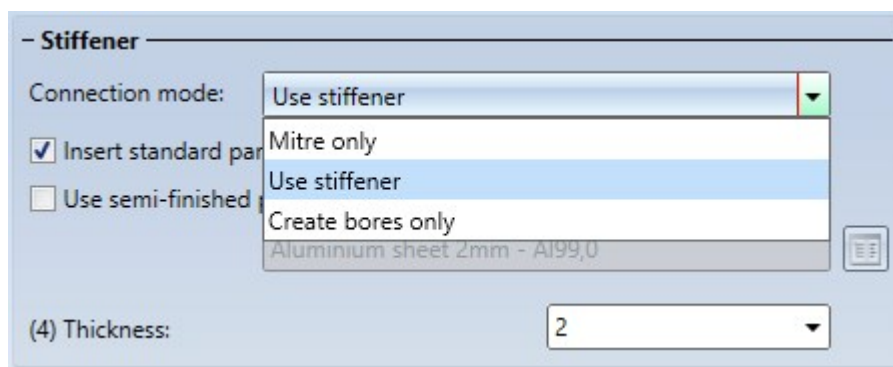 – Stiffener
Connection mode: Use stiffener
Mitre only
Insert standard par
Use stiffener
Use semi-finished
Create bores only
Aluminium sheet 2mm - Al99,0
(4) Thickness: 2